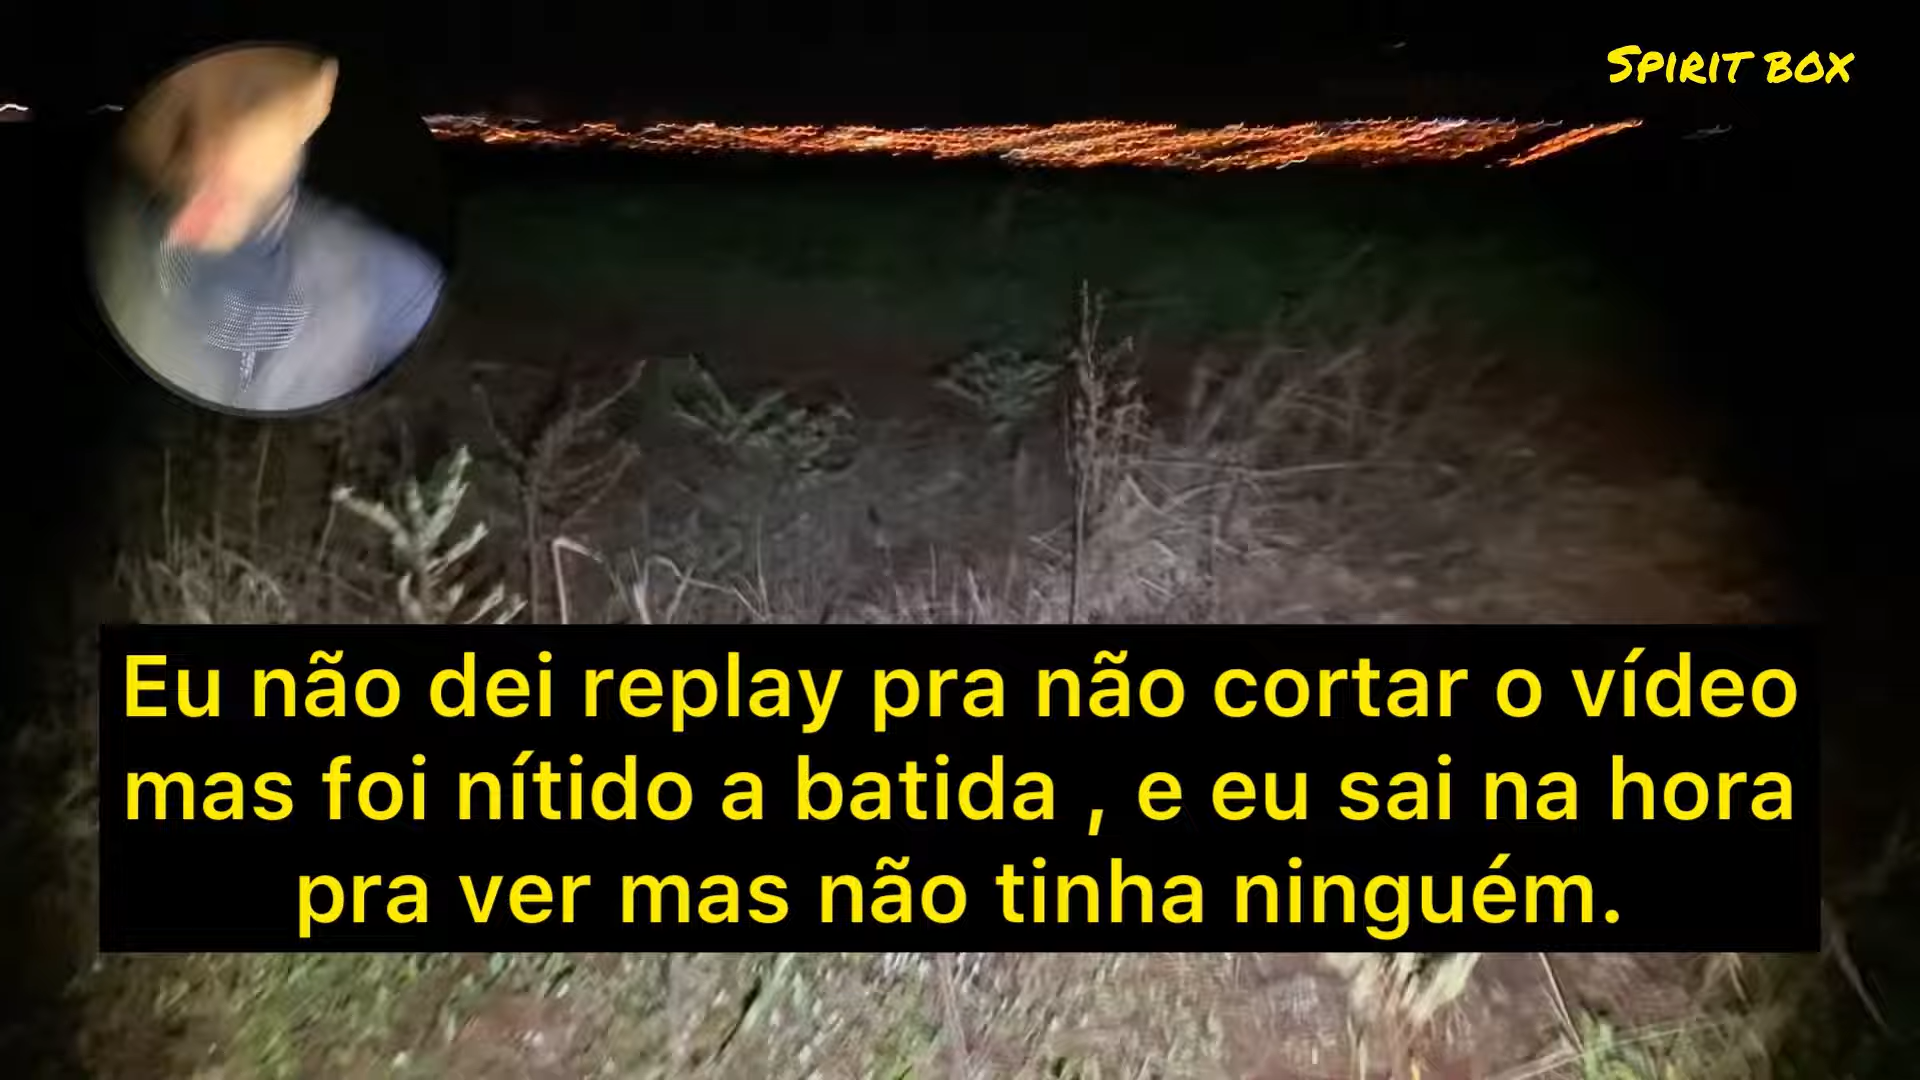 SPIRIT BOX
Eu não dei replay pra não cortar o vídeo
mas foi nítido a batida , e eu sai na hora
pra ver mas não tinha ninguém.